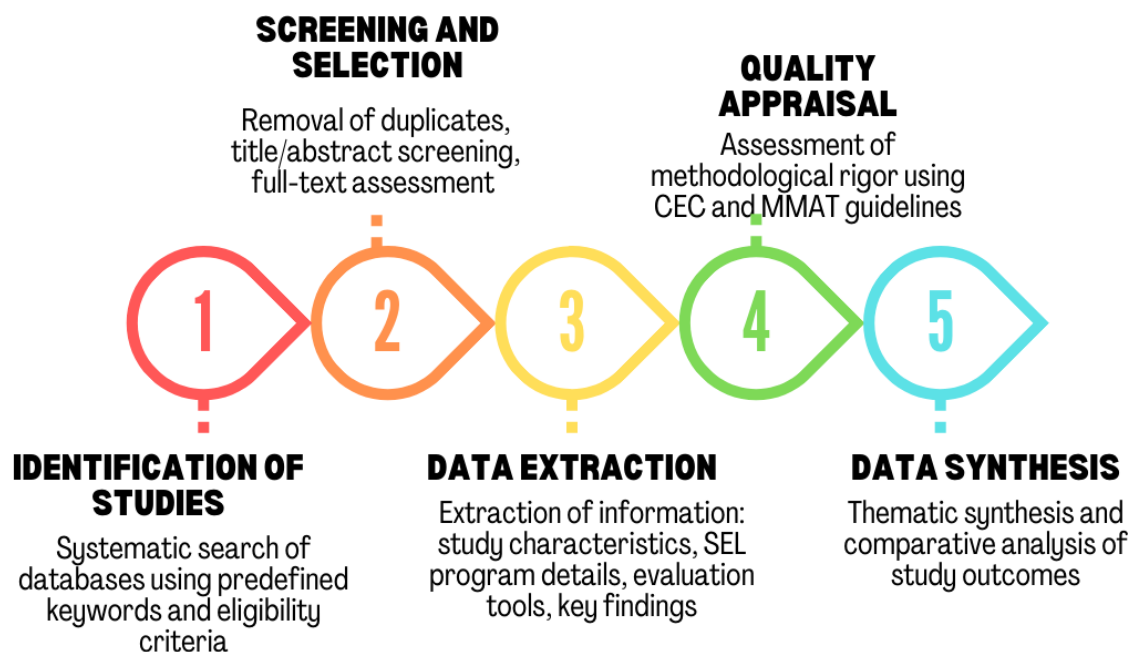 1
IDENTIFICATION OF
STUDIES
Systematic search of
databases using predefined
keywords and eligibility
criteria
SCREENING AND
SELECTION
Removal of duplicates,
title/abstract screening,
full-text assessment
2
3
DATA EXTRACTION
Extraction of information:
study characteristics, SEL
program details, evaluation
tools, key findings
QUALITY
APPRAISAL
Assessment of
methodological rigor using
CEC and MMAT guidelines
4
5
DATA SYNTHESIS
Thematic synthesis and
comparative analysis of
study outcomes